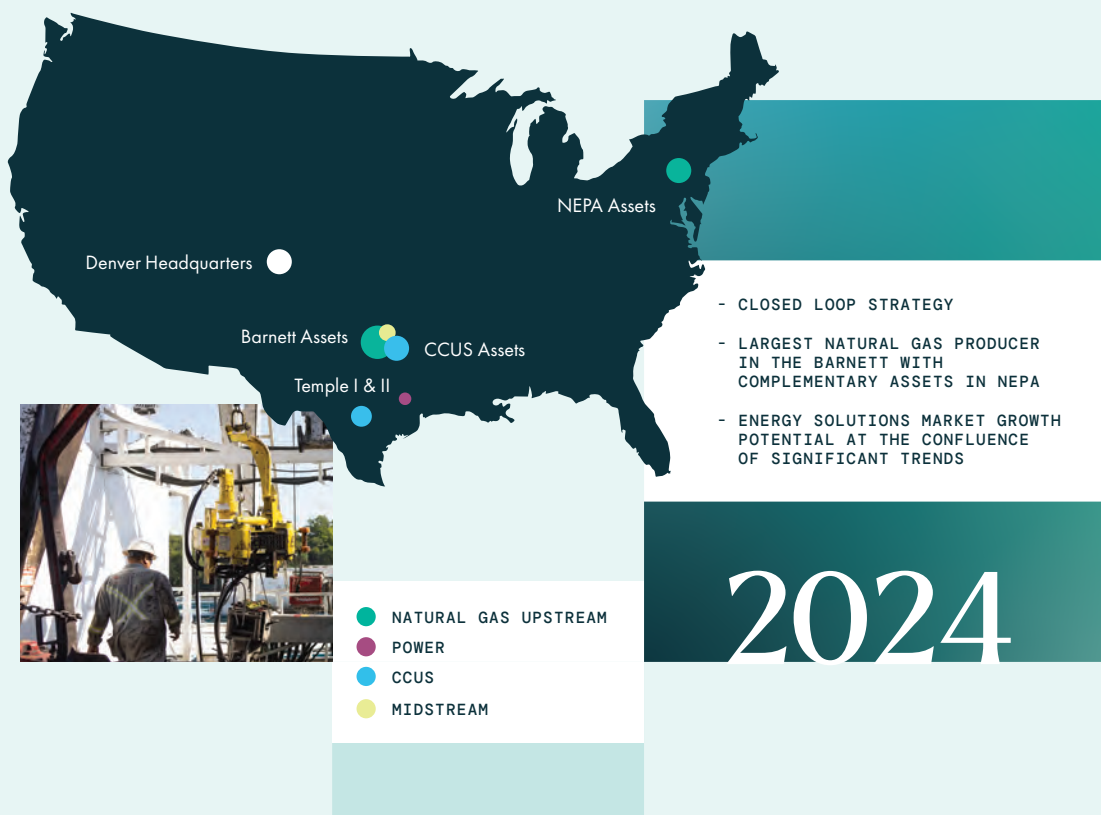 NEPA Assets
Denver Headquarters
Barnett Assets
CCUS Assets
Temple I & II
- CLOSED LOOP STRATEGY
- LARGEST NATURAL GAS PRODUCER
IN THE BARNETT WITH
COMPLEMENTARY ASSETS IN NEPA
- ENERGY SOLUTIONS MARKET GROWTH
POTENTIAL AT THE CONFLUENCE
OF SIGNIFICANT TRENDS
2024
NATURAL GAS UPSTREAM
POWER
CCUS
MIDSTREAM